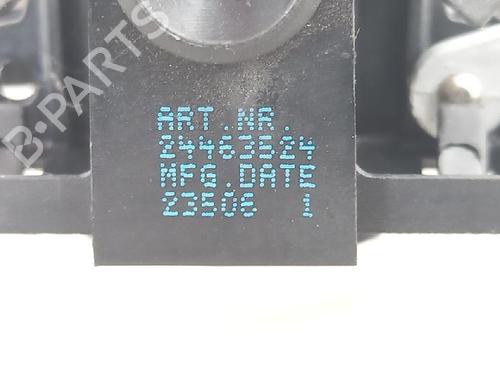 B-PARTS
ART.NR.
24463524
MFG.DATE
23506 1